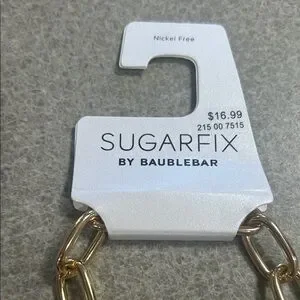 Nickel Free
$16.99
215 00 7515
SUGARFIX
BY BAUBLEBAR